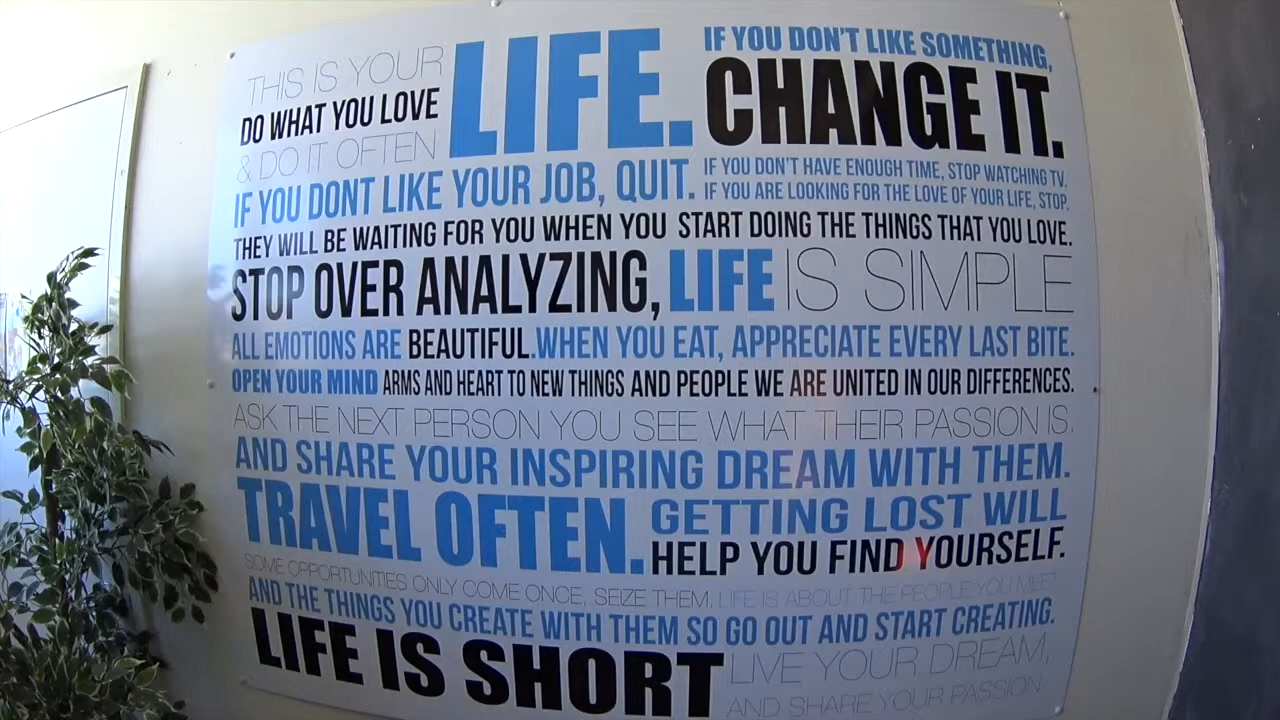 THIS IS YOUR LIFE.
DO WHAT YOU LOVE
& DO IT OFTEN
IF YOU DON'T LIKE SOMETHING,
CHANGE IT.
IF YOU DONT LIKE YOUR JOB, QUIT.
IF YOU DON'T HAVE ENOUGH TIME, STOP WATCHING TV.
IF YOU ARE LOOKING FOR THE LOVE OF YOUR LIFE, STOP.
THEY WILL BE WAITING FOR YOU WHEN YOU START DOING THE THINGS THAT YOU LOVE.
STOP OVER ANALYZING, LIFE IS SIMPLE
ALL EMOTIONS ARE BEAUTIFUL. WHEN YOU EAT, APPRECIATE EVERY LAST BITE.
OPEN YOUR MIND ARMS AND HEART TO NEW THINGS AND PEOPLE WE ARE UNITED IN OUR DIFFERENCES.
ASK THE NEXT PERSON YOU SEE WHAT THEIR PASSION IS.
AND SHARE YOUR INSPIRING DREAM WITH THEM.
TRAVEL OFTEN. GETTING LOST WILL
HELP YOU FIND YOURSELF.
SOME OPPORTUNITIES ONLY COME ONCE, SEIZE THEM. LIFE IS ABOUT THE PEOPLE YOU MEET
AND THE THINGS YOU CREATE WITH THEM SO GO OUT AND START CREATING.
LIFE IS SHORT LIVE YOUR DREAM,
AND SHARE YOUR PASSION.